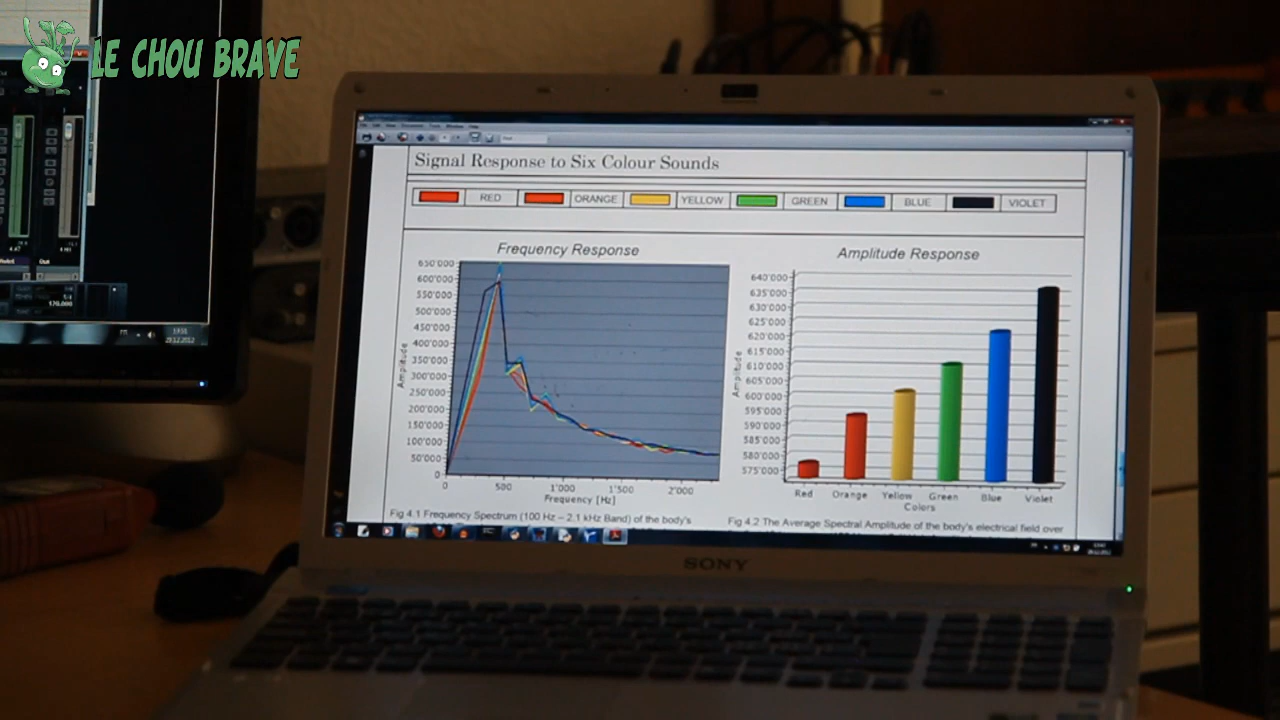 LE CHOU BRAVE
Signal Response to Six Colour Sounds
RED ORANGE YELLOW GREEN BLUE VIOLET
Frequency Response
650'000
600'000
550'000
500'000
450'000
400'000
350'000
300'000
250'000
200'000
150'000
100'000
50'000
0
Amplitude
0 500 1'000 1'500 2'000
Frequency [Hz]
Fig 4.1 Frequency Spectrum (100 Hz – 2.1 kHz Band) of the body's
Amplitude Response
640'000
635'000
630'000
625'000
620'000
615'000
610'000
605'000
600'000
595'000
590'000
585'000
580'000
575'000
Amplitude
Red Orange Yellow Green Blue Violet
Colors
Fig 4.2 The Average Spectral Amplitude of the body's electrical field over
SONY